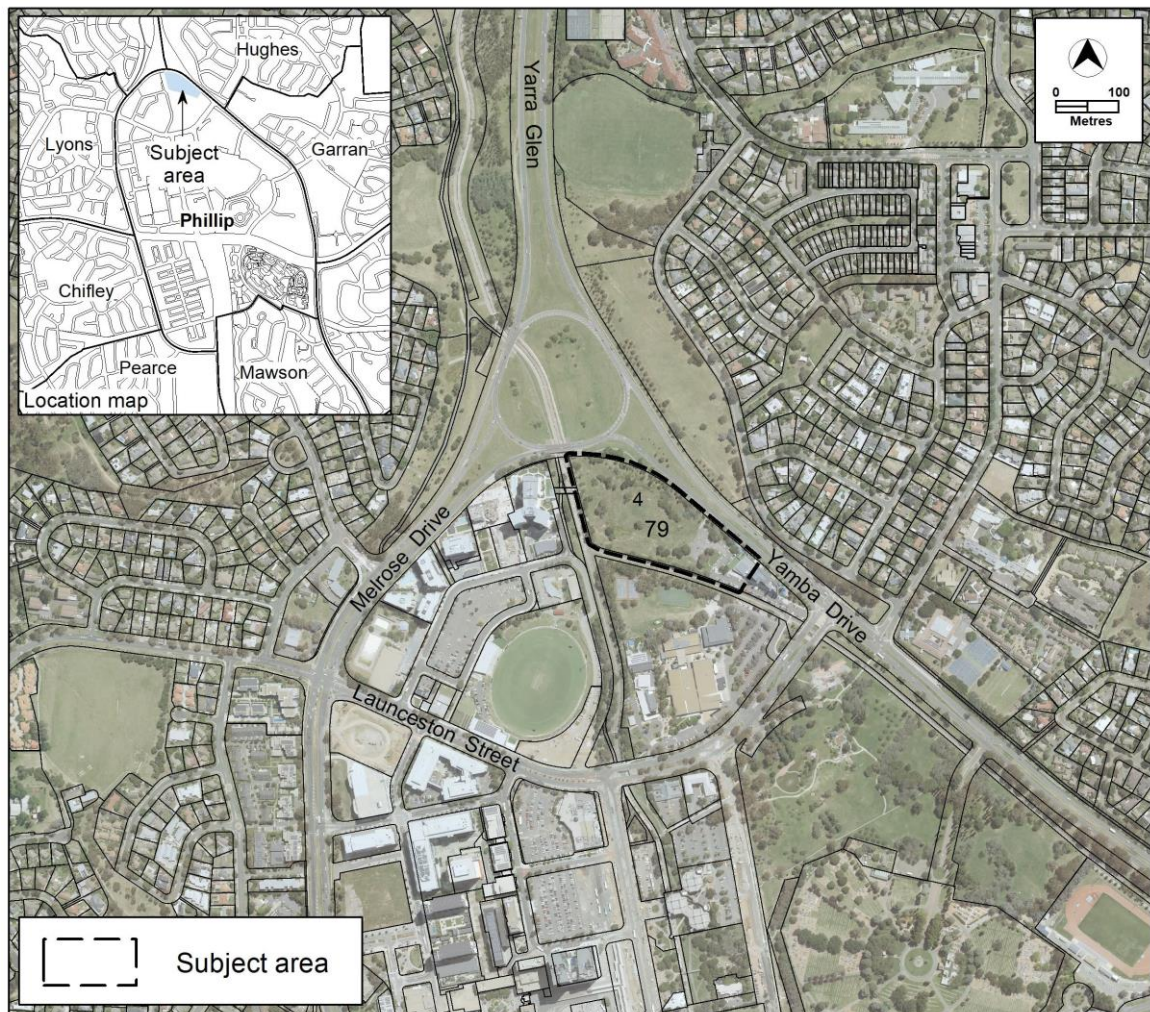 Hughes
Lyons
Garran
Subject
area
Phillip
Chifley
Pearce
Mawson
Location map
Yarra Glen
0 100
Metres
4
79
Melrose Drive
Yamba Drive
Launceston Street
Subject area